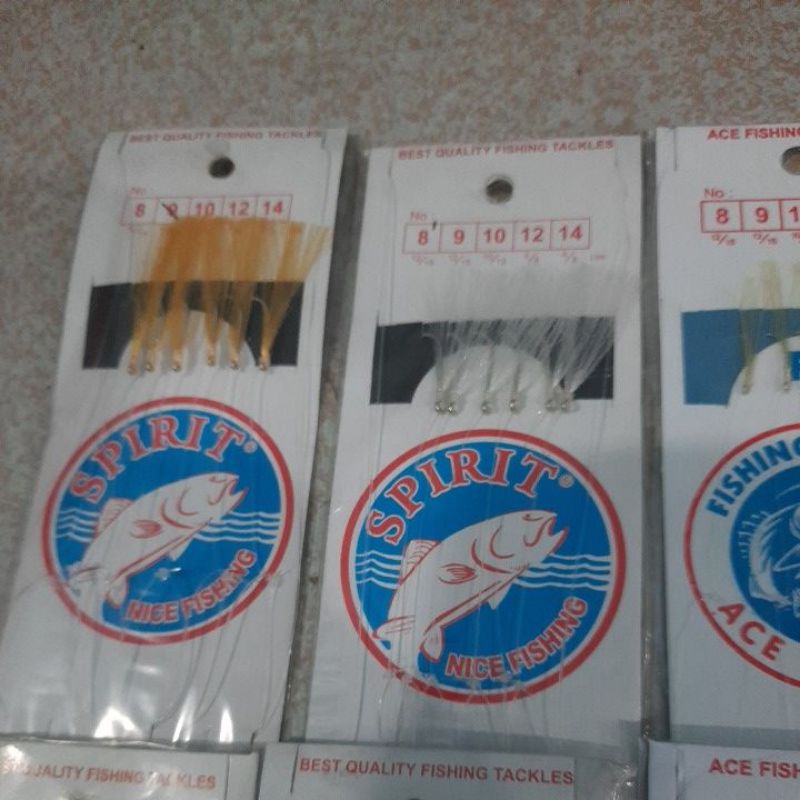 BEST QUALITY FISHING TACKLES
No
8 9 10 12 14
SPIRIT®
NICE FISHING
BEST QUALITY FISHING TACKLES
No
8 9 10 12 14
SPIRIT®
NICE FISHING
ACE FISHING
No :
8 9 1
FISHING
ACE
QUALITY FISHING TACKLES
BEST QUALITY FISHING TACKLES
ACE FISH